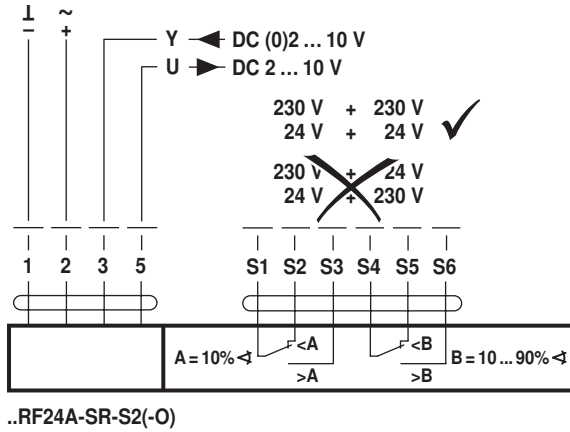 ⊥ ~
− +
Y DC (0)2 ... 10 V
U DC 2 ... 10 V
230 V + 230 V
24 V + 24 V
230 V + 24 V
24 V + 230 V
1 2 3 5 S1 S2 S3 S4 S5 S6
A = 10% ∢ <A <B B = 10 ... 90% ∢
>A >B
..RF24A-SR-S2(-O)